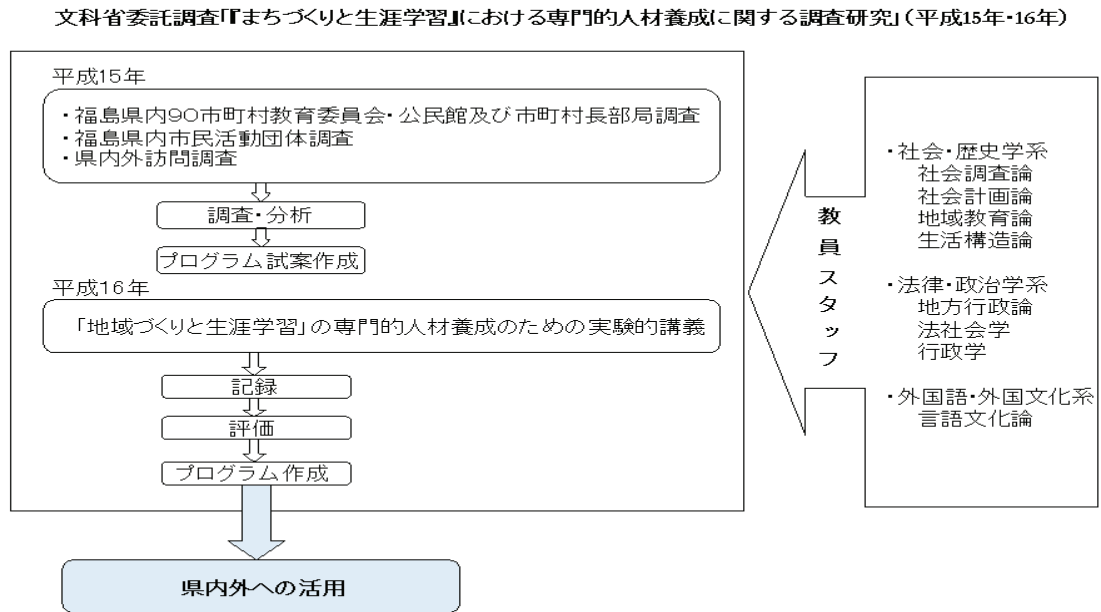 文科省委託調査「『まちづくりと生涯学習』における専門的人材養成に関する調査研究」（平成15年・16年）
平成15年
・福島県内90市町村教育委員会・公民館及び市町村長部局調査
・福島県内市民活動団体調査
・県内外訪問調査
調査・分析
プログラム試案作成
平成16年
「地域づくりと生涯学習」の専門的人材養成のための実験的講義
記録
評価
プログラム作成
県内外への活用
教員スタッフ
・社会・歴史学系
社会調査論
社会計画論
地域教育論
生活構造論
・法律・政治学系
地方行政論
法社会学
行政学
・外国語・外国文化系
言語文化論